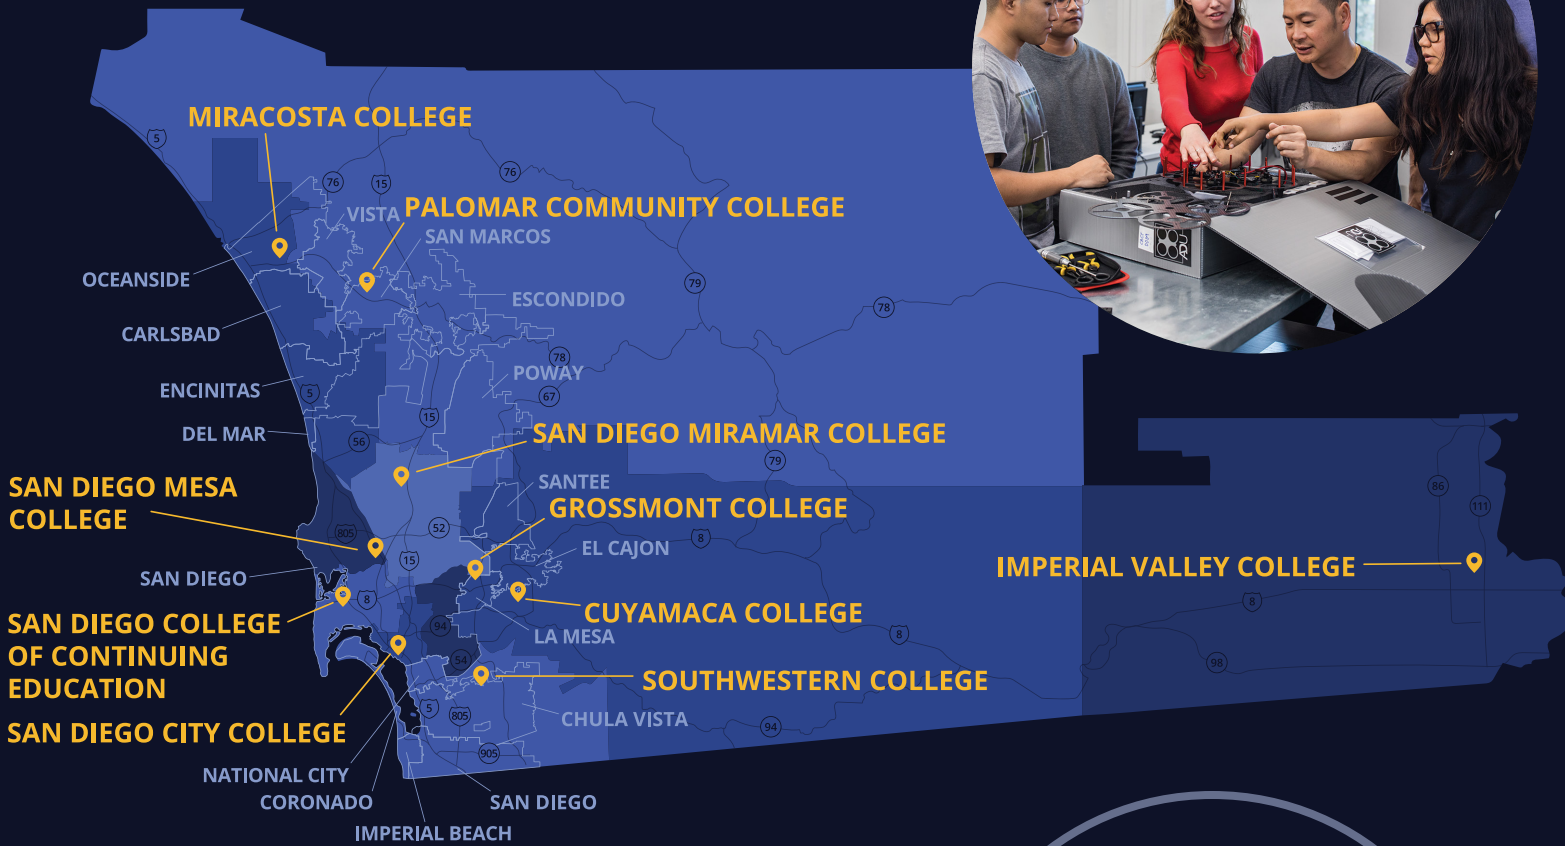 MIRACOSTA COLLEGE
5
76
15
76
VISTA
PALOMAR COMMUNITY COLLEGE
SAN MARCOS
OCEANSIDE
79
ESCONDIDO
78
CARLSBAD
78
POWAY
ENCINITAS
5
67
15
DEL MAR
56
SAN DIEGO MIRAMAR COLLEGE
79
SANTEE
86
SAN DIEGO MESA
COLLEGE
GROSSMONT COLLEGE
111
52
805
8
EL CAJON
15
IMPERIAL VALLEY COLLEGE
SAN DIEGO
8
8
CUYAMACA COLLEGE
SAN DIEGO COLLEGE
OF CONTINUING
EDUCATION
94
LA MESA
8
54
98
SOUTHWESTERN COLLEGE
5
805
CHULA VISTA
94
SAN DIEGO CITY COLLEGE
905
NATIONAL CITY
CORONADO
SAN DIEGO
IMPERIAL BEACH